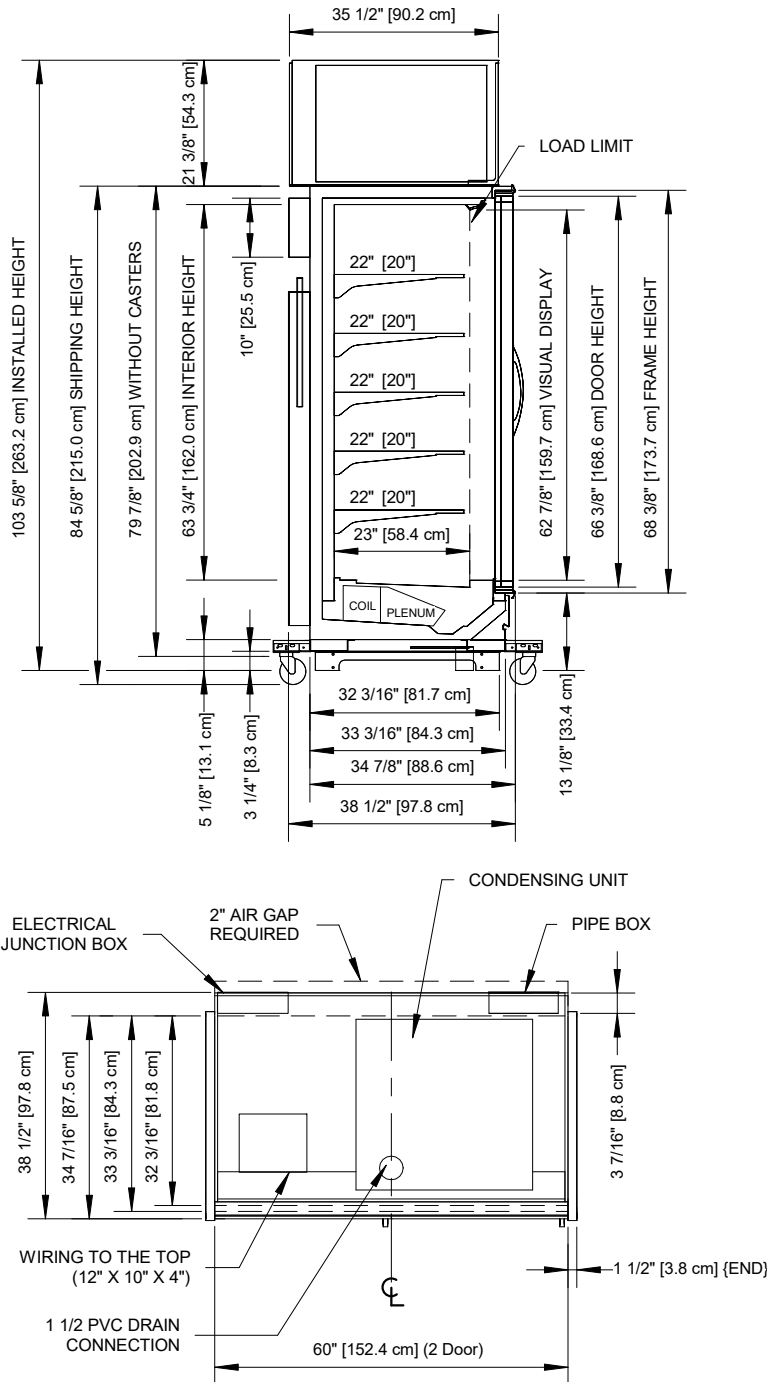 35 1/2" [90.2 cm]
21 3/8" [54.3 cm]
LOAD LIMIT
103 5/8" [263.2 cm] INSTALLED HEIGHT
84 5/8" [215.0 cm] SHIPPING HEIGHT
79 7/8" [202.9 cm] WITHOUT CASTERS
63 3/4" [162.0 cm] INTERIOR HEIGHT
10" [25.5 cm]
22" [20"]
22" [20"]
22" [20"]
22" [20"]
22" [20"]
23" [58.4 cm]
62 7/8" [159.7 cm] VISUAL DISPLAY
66 3/8" [168.6 cm] DOOR HEIGHT
68 3/8" [173.7 cm] FRAME HEIGHT
COIL
PLENUM
5 1/8" [13.1 cm]
3 1/4" [8.3 cm]
32 3/16" [81.7 cm]
33 3/16" [84.3 cm]
34 7/8" [88.6 cm]
38 1/2" [97.8 cm]
13 1/8" [33.4 cm]
CONDENSING UNIT
ELECTRICAL
JUNCTION BOX
2" AIR GAP
REQUIRED
PIPE BOX
38 1/2" [97.8 cm]
34 7/16" [87.5 cm]
33 3/16" [84.3 cm]
32 3/16" [81.8 cm]
3 7/16" [8.8 cm]
WIRING TO THE TOP
(12" X 10" X 4")
1 1/2" [3.8 cm] {END}
℄
1 1/2 PVC DRAIN
CONNECTION
60" [152.4 cm] (2 Door)